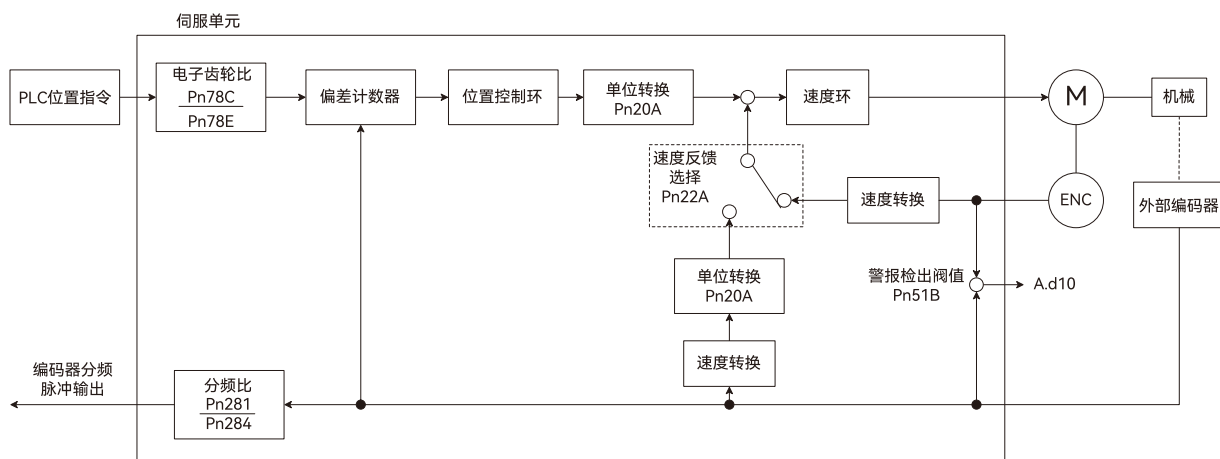 伺服单元
PLC位置指令
电子齿轮比
Pn78C
Pn78E
偏差计数器
位置控制环
单位转换
Pn20A
速度环
M
机械
速度反馈
选择
Pn22A
速度转换
ENC
外部编码器
单位转换
Pn20A
警报检出阀值
Pn51B
A.d10
速度转换
编码器分频
脉冲输出
分频比
Pn281
Pn284